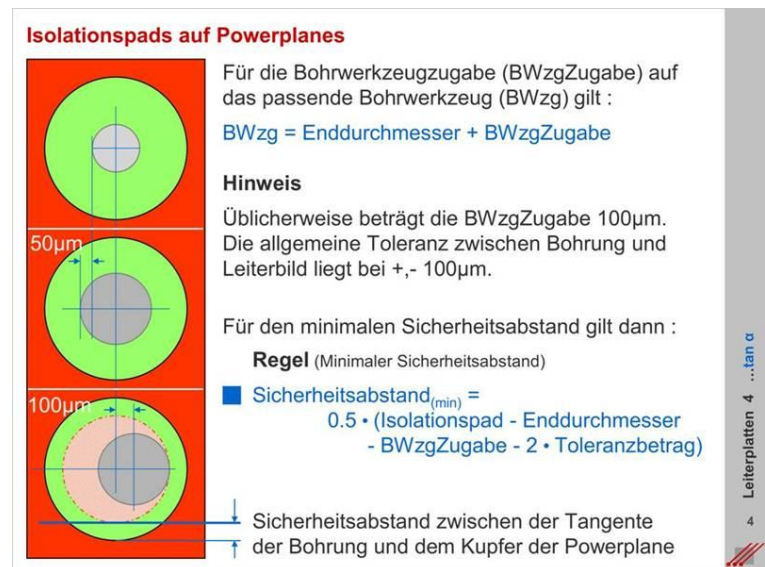 Isolationspads auf Powerplanes
Für die Bohrwerkzeugzugabe (BWzgZugabe) auf
das passende Bohrwerkzeug (BWzg) gilt :
BWzg = Enddurchmesser + BWzgZugabe
Hinweis
Üblicherweise beträgt die BWzgZugabe 100µm.
Die allgemeine Toleranz zwischen Bohrung und
Leiterbild liegt bei +,- 100µm.
50µm
Für den minimalen Sicherheitsabstand gilt dann :
Regel (Minimaler Sicherheitsabstand)
Sicherheitsabstand(min) =
0.5 • (Isolationspad - Enddurchmesser
- BWzgZugabe - 2 • Toleranzbetrag)
100µm
Sicherheitsabstand zwischen der Tangente
der Bohrung und dem Kupfer der Powerplane
Leiterplatten 4 ...tan α
4